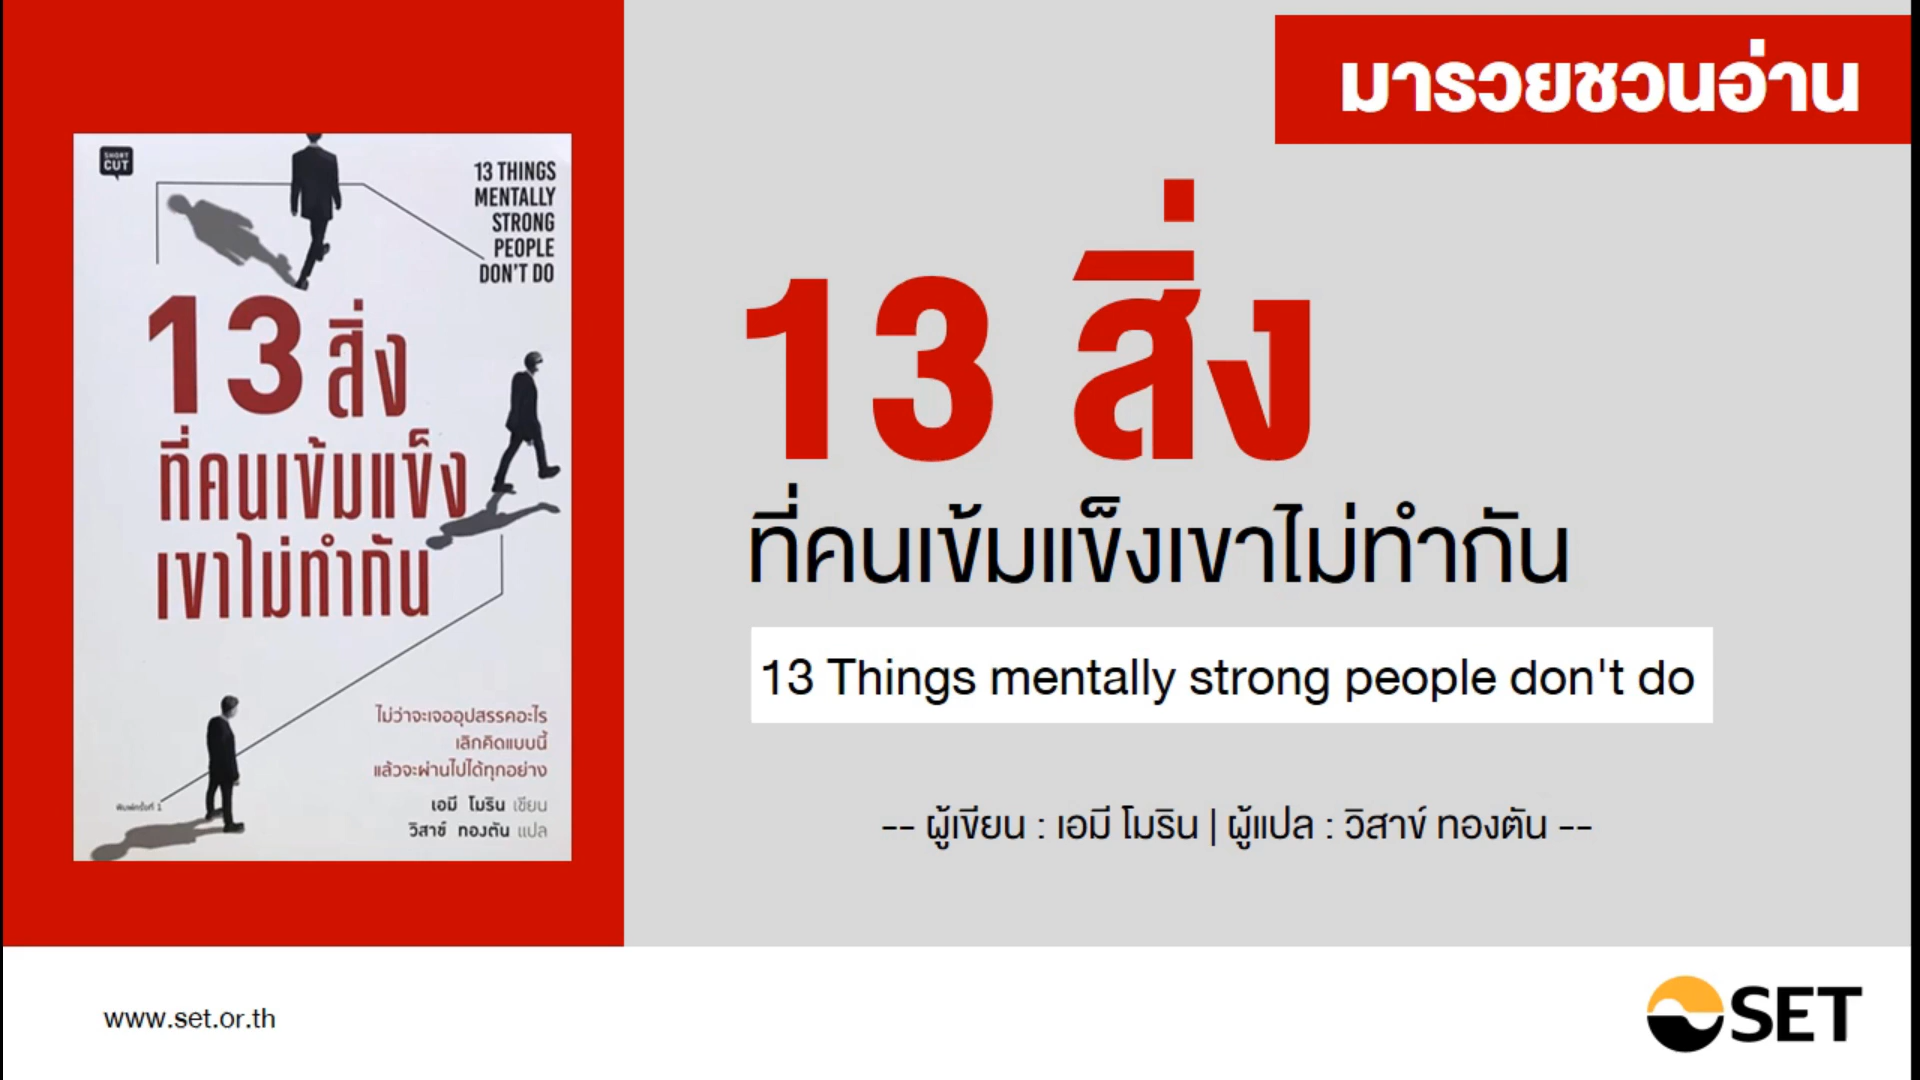 มารวยชวนอ่าน
SHORT
CUT
13 THINGS
MENTALLY
STRONG
PEOPLE
DON'T DO
13 สิ่ง
ที่คนเข้มแข็ง
เขาไม่ทำกัน
ไม่ว่าจะเจออุปสรรคอะไร
เลิกคิดแบบนี้
แล้วจะผ่านไปได้ทุกอย่าง
พิมพ์ครั้งที่ 1
เอมี โมริน เขียน
วิสาข์ ทองตัน แปล
13 สิ่ง
ที่คนเข้มแข็งเขาไม่ทำกัน
13 Things mentally strong people don't do
-- ผู้เขียน : เอมี โมริน | ผู้แปล : วิสาข์ ทองตัน --
www.set.or.th
SET